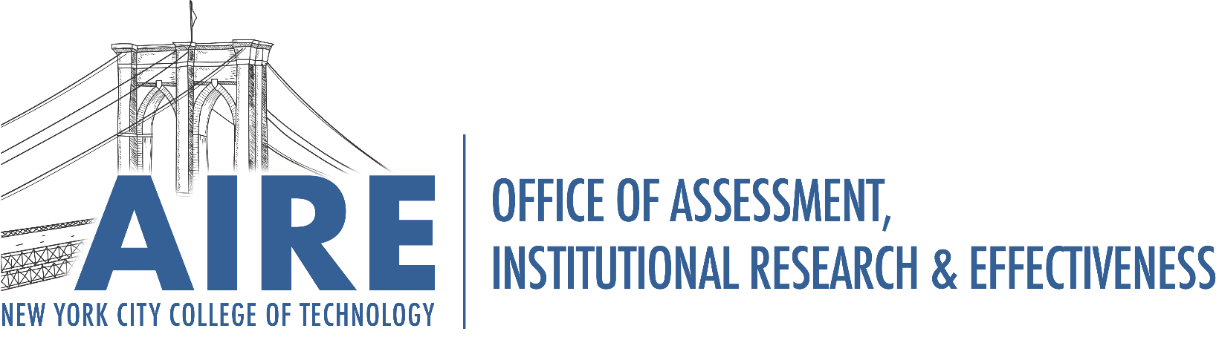 AIRE
NEW YORK CITY COLLEGE OF TECHNOLOGY
OFFICE OF ASSESSMENT,
INSTITUTIONAL RESEARCH & EFFECTIVENESS